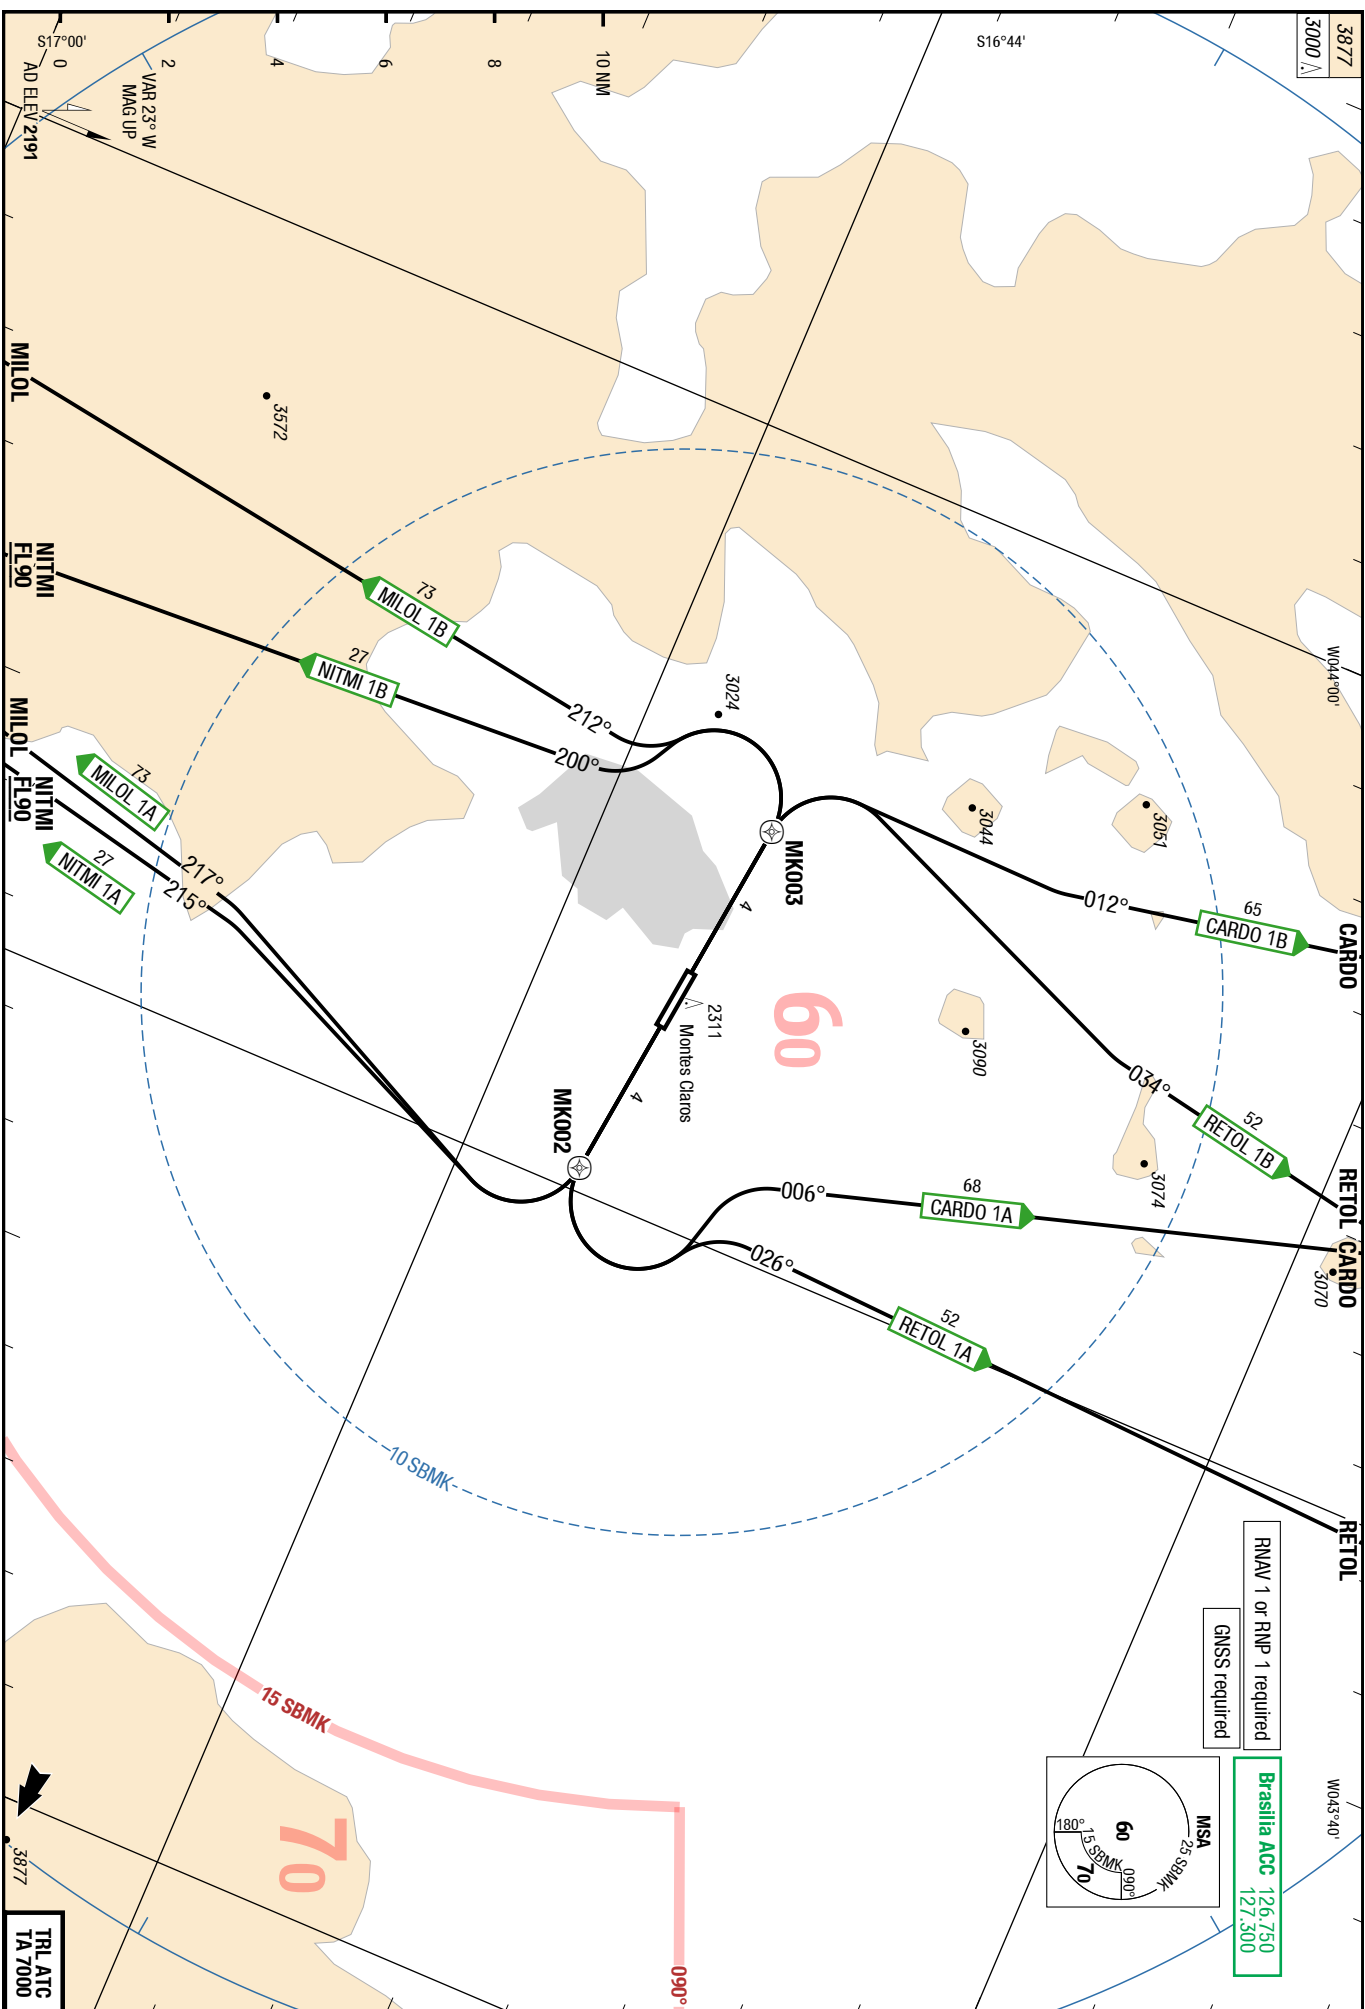 3877
3000
S17°00'
S16°44'
W044°00'
W043°40'
0
2
4
6
8
10 NM
VAR 23° W
MAG UP
AD ELEV 2191
RNAV 1 or RNP 1 required
GNSS required
Brasilia ACC 126.750
127.300
MSA
25 SBMK
60
15 SBMK
70
090°
180°
CARDO
65
CARDO 1B
012°
RETOL
52
RETOL 1B
034°
CARDO
68
CARDO 1A
006°
RETOL
52
RETOL 1A
026°
3051
3044
3090
3074
3070
3024
3572
MK003
4
2311
Montes Claros
4
MK002
60
MILOL
73
MILOL 1B
212°
NITMI
FL90
27
NITMI 1B
200°
MILOL
73
MILOL 1A
217°
NITMI
FL90
27
NITMI 1A
215°
10 SBMK
15 SBMK
090°
70
3877
TRL ATC
TA 7000